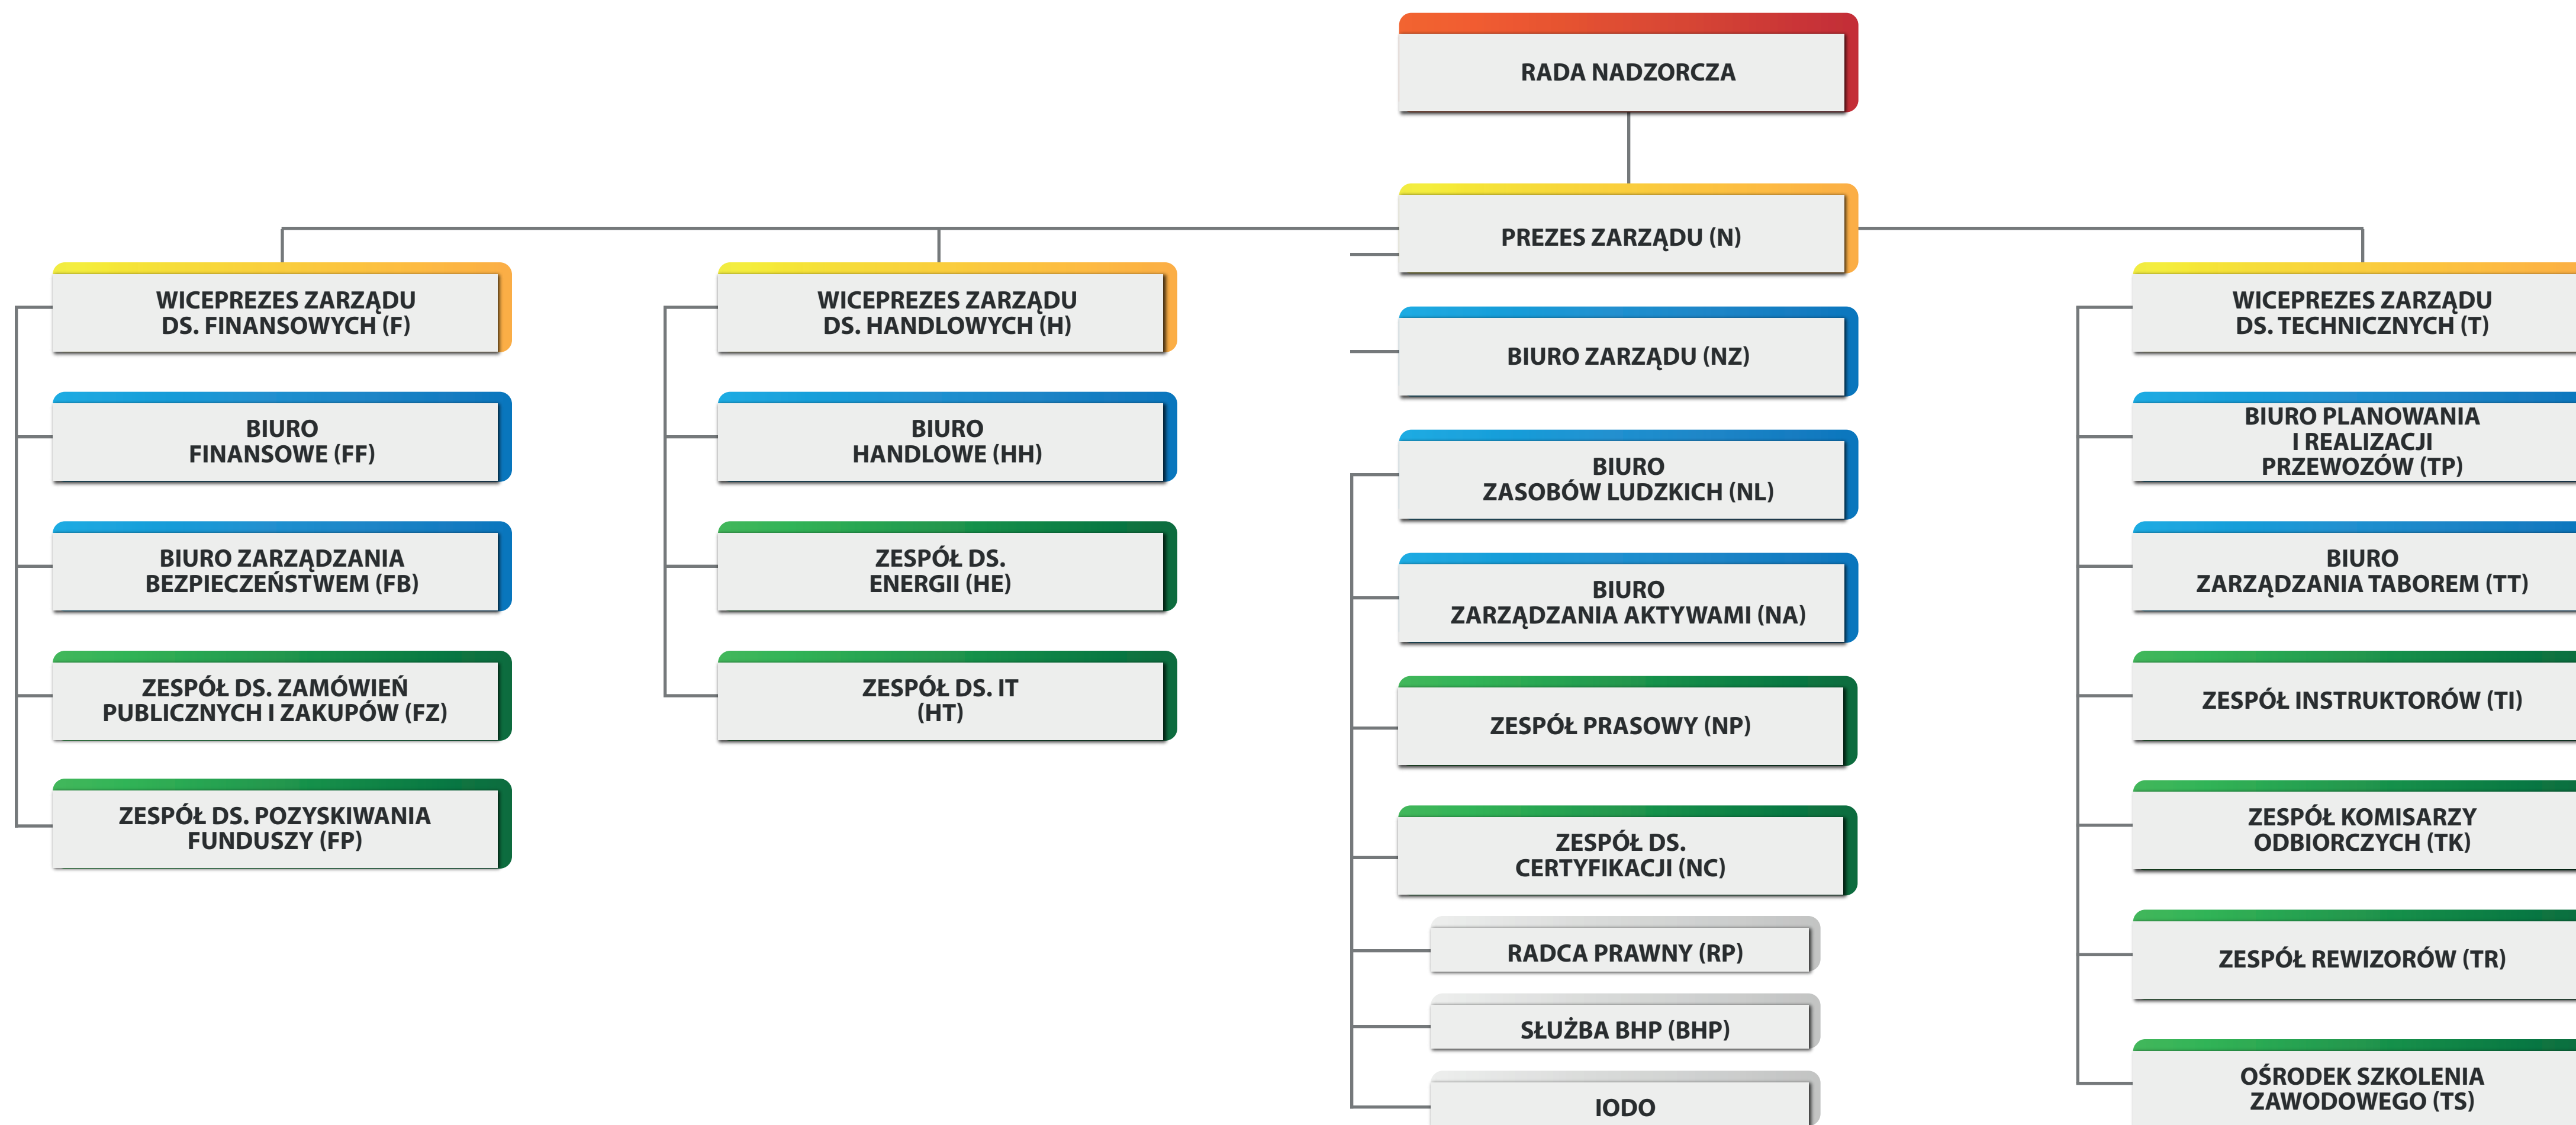 RADA NADZORCZA
PREZES ZARZĄDU (N)
WICEPREZES ZARZĄDU
DS. FINANSOWYCH (F)
BIURO
FINANSOWE (FF)
BIURO ZARZĄDZANIA
BEZPIECZEŃSTWEM (FB)
ZESPÓŁ DS. ZAMÓWIEŃ
PUBLICZNYCH I ZAKUPÓW (FZ)
ZESPÓŁ DS. POZYSKIWANIA
FUNDUSZY (FP)
WICEPREZES ZARZĄDU
DS. HANDLOWYCH (H)
BIURO
HANDLOWE (HH)
ZESPÓŁ DS.
ENERGII (HE)
ZESPÓŁ DS. IT
(HT)
BIURO ZARZĄDU (NZ)
BIURO
ZASOBÓW LUDZKICH (NL)
BIURO
ZARZĄDZANIA AKTYWAMI (NA)
ZESPÓŁ PRASOWY (NP)
ZESPÓŁ DS.
CERTYFIKACJI (NC)
RADCA PRAWNY (RP)
SŁUŻBA BHP (BHP)
IODO
WICEPREZES ZARZĄDU
DS. TECHNICZNYCH (T)
BIURO PLANOWANIA
I REALIZACJI
PRZEWOZÓW (TP)
BIURO
ZARZĄDZANIA TABOREM (TT)
ZESPÓŁ INSTRUKTORÓW (TI)
ZESPÓŁ KOMISARZY
ODBIORCZYCH (TK)
ZESPÓŁ REWIZORÓW (TR)
OŚRODEK SZKOLENIA
ZAWODOWEGO (TS)